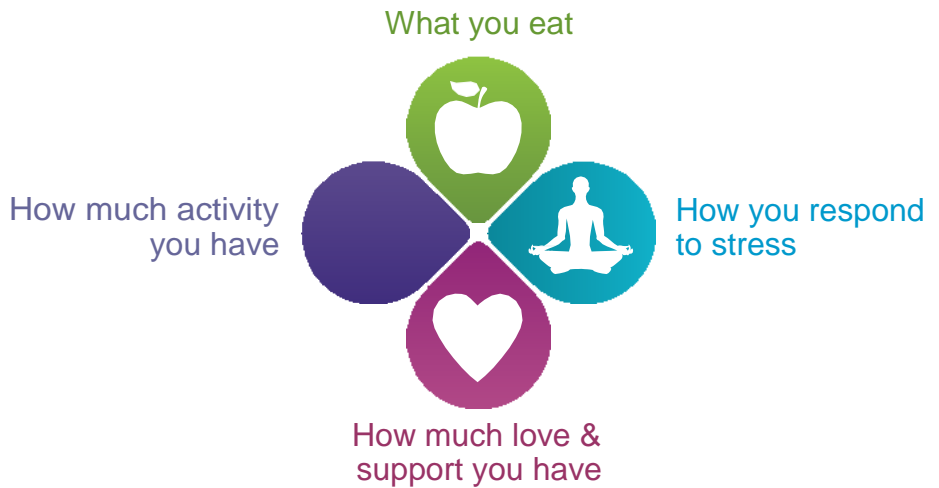 What you eat
How much activity
you have
How you respond
to stress
How much love &
support you have